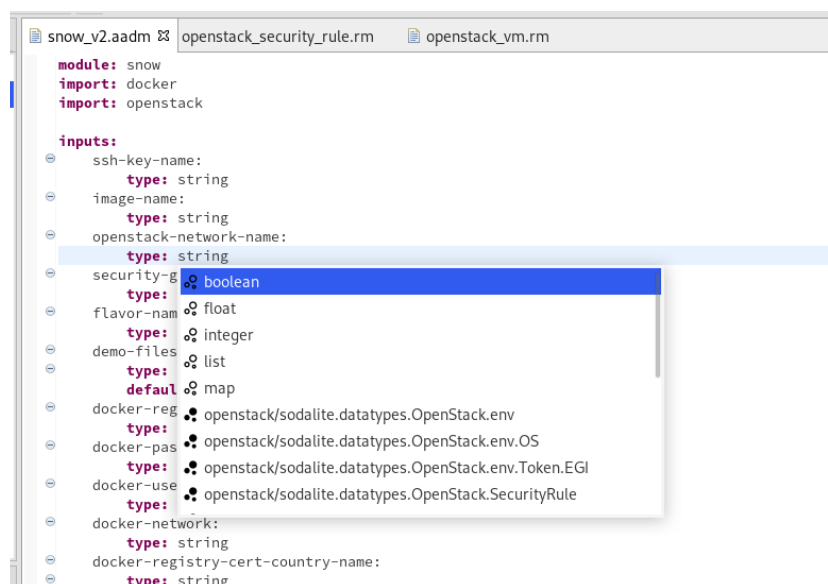 snow_v2.aadm openstack_security_rule.rm openstack_vm.rm
module: snow
import: docker
import: openstack
inputs:
ssh-key-name:
type: string
image-name:
type: string
openstack-network-name:
type: string
security-g
type:
flavor-nam
type:
demo-files
type:
defaul
docker-reg
type:
docker-pas
type:
docker-use
type:
boolean
float
integer
list
map
openstack/sodalite.datatypes.OpenStack.env
openstack/sodalite.datatypes.OpenStack.env.OS
openstack/sodalite.datatypes.OpenStack.env.Token.EGI
openstack/sodalite.datatypes.OpenStack.SecurityRule
docker-network:
type: string
docker-registry-cert-country-name:
type: string